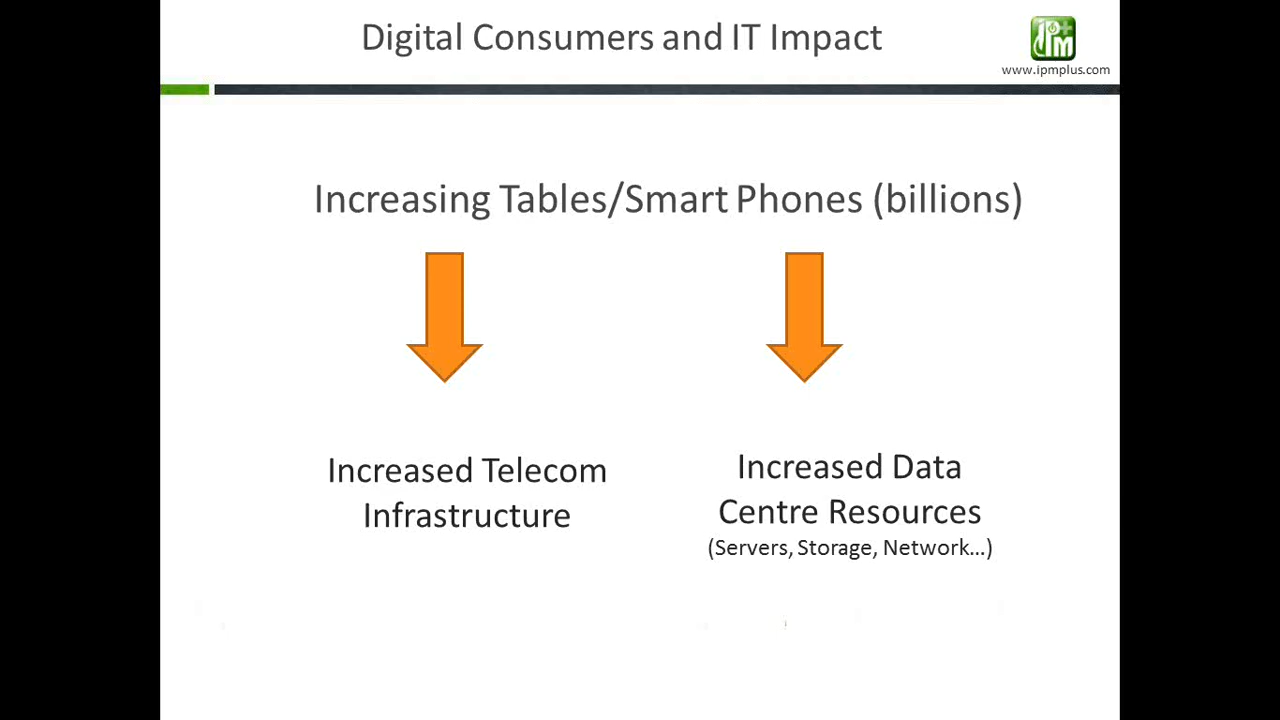 Digital Consumers and IT Impact
IPM+
www.ipmplus.com
Increasing Tables/Smart Phones (billions)
Increased Telecom
Infrastructure
Increased Data
Centre Resources
(Servers, Storage, Network...)